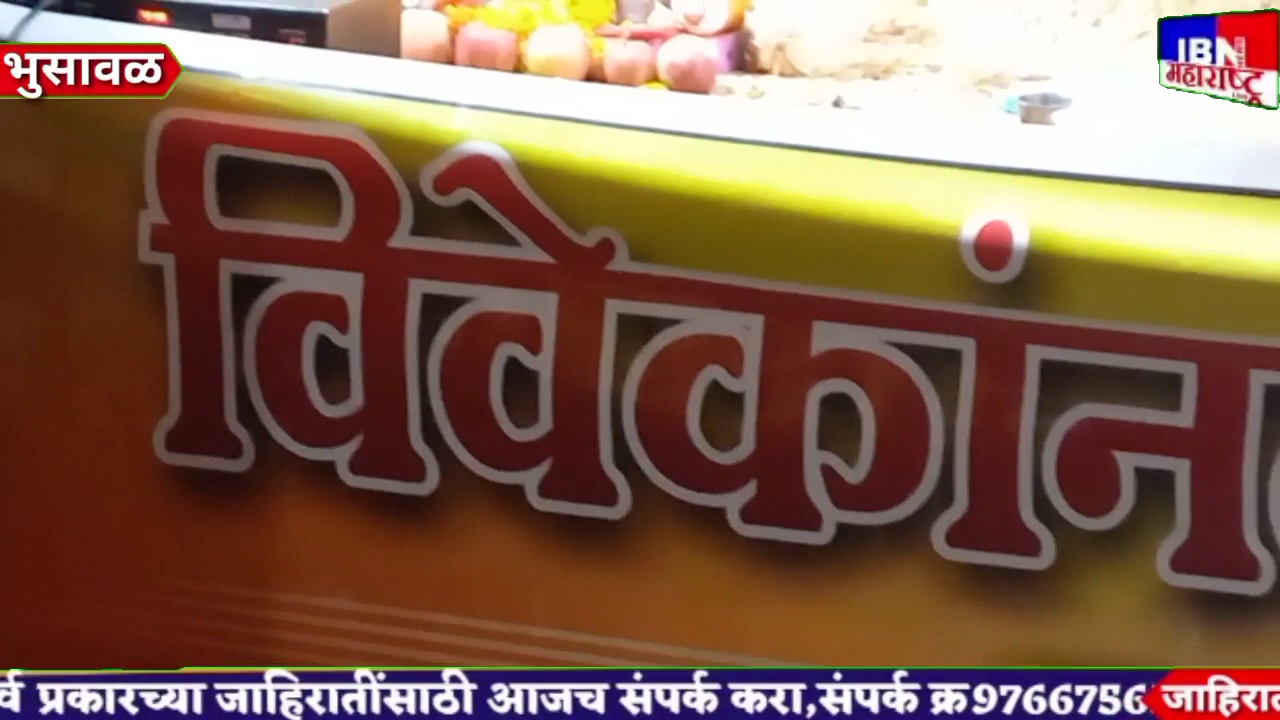 भुसावळ
IBN
महाराष्ट्र
विवेकांन
र्व प्रकारच्या जाहिरातींसाठी आजच संपर्क करा,संपर्क क्र9766756
जाहिरात